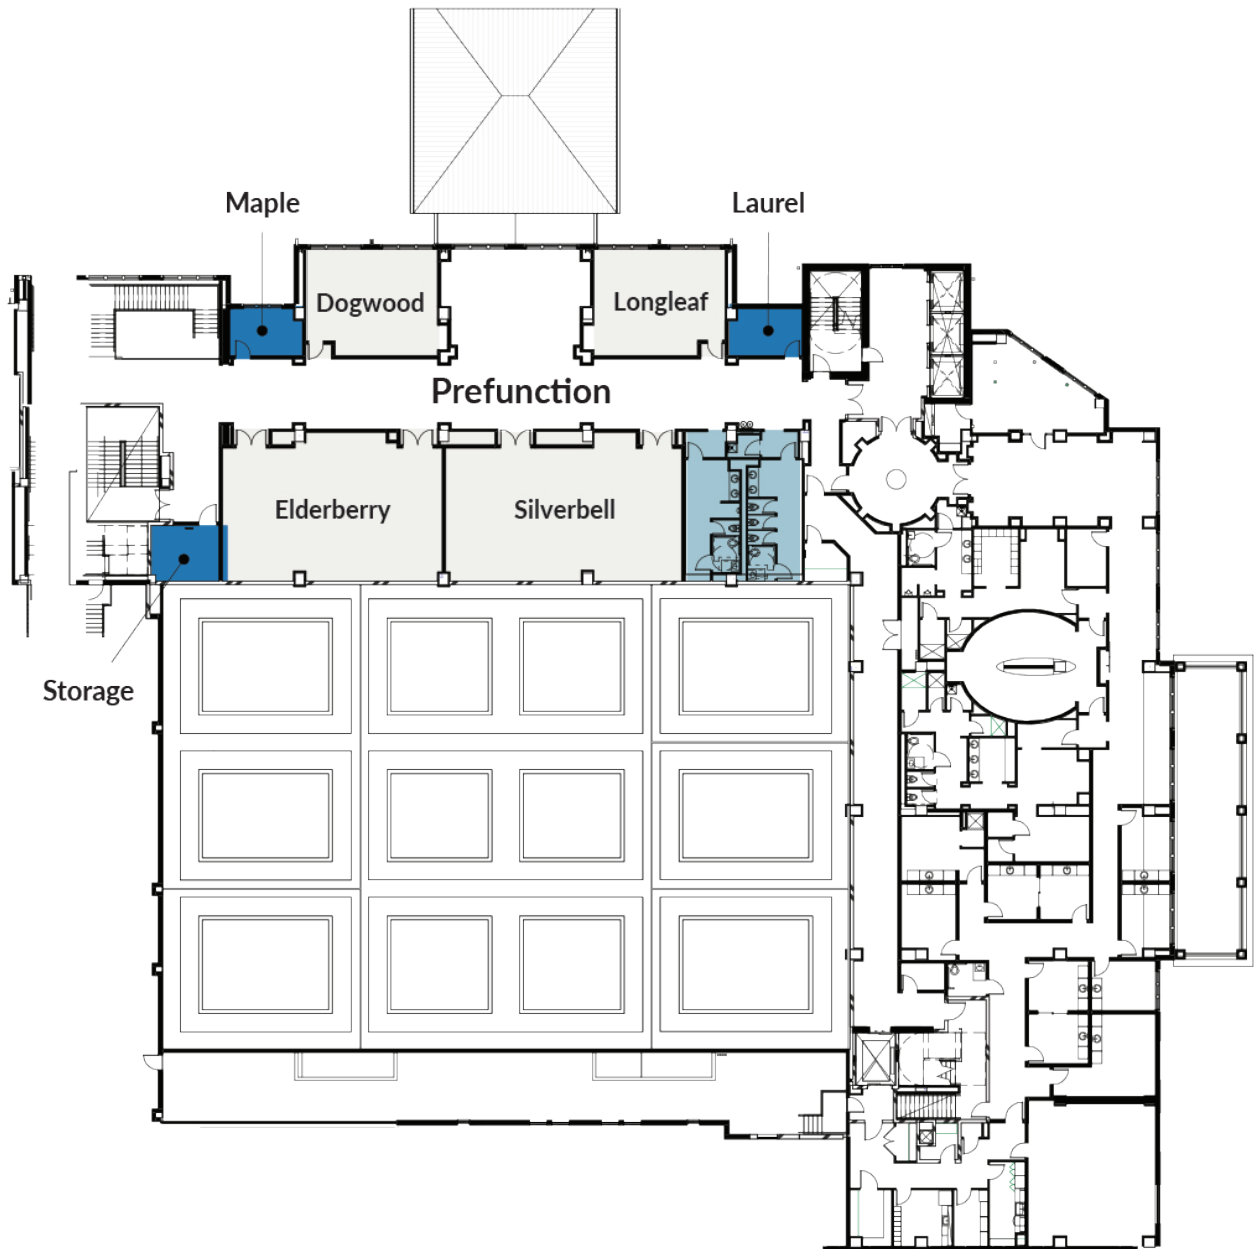 Maple
Laurel
Dogwood
Longleaf
Prefunction
Elderberry
Silverbell
Storage